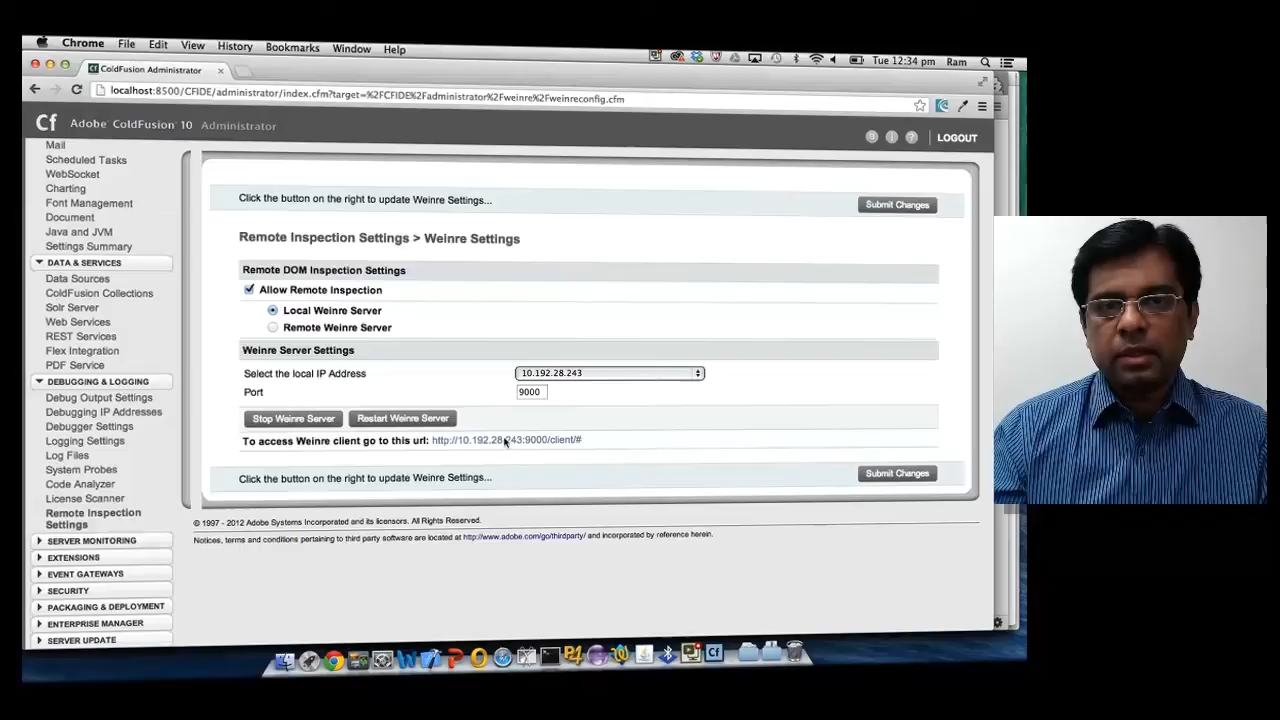 Chrome File Edit View History Bookmarks Window Help
Tue 12:34 pm Ram
ColdFusion Administrator
localhost:8500/CFIDE/administrator/index.cfm?target=%2FCFIDE%2Fadministrator%2Fweinre%2Fweinreconfig.cfm
Cf Adobe ColdFusion 10 Administrator
LOGOUT
Mail
Scheduled Tasks
WebSocket
Charting
Font Management
Document
Java and JVM
Settings Summary
DATA & SERVICES
Data Sources
ColdFusion Collections
Solr Server
Web Services
REST Services
Flex Integration
PDF Service
DEBUGGING & LOGGING
Debug Output Settings
Debugging IP Addresses
Debugger Settings
Logging Settings
Log Files
System Probes
Code Analyzer
License Scanner
Remote Inspection
Settings
SERVER MONITORING
EXTENSIONS
EVENT GATEWAYS
SECURITY
PACKAGING & DEPLOYMENT
ENTERPRISE MANAGER
SERVER UPDATE
Click the button on the right to update Weinre Settings...
Submit Changes
Remote Inspection Settings > Weinre Settings
Remote DOM Inspection Settings
Allow Remote Inspection
Local Weinre Server
Remote Weinre Server
Weinre Server Settings
Select the local IP Address 10.192.28.243
Port 9000
Stop Weinre Server Restart Weinre Server
To access Weinre client go to this url: http://10.192.28.243:9000/client/#
Click the button on the right to update Weinre Settings...
Submit Changes
© 1997 - 2012 Adobe Systems Incorporated and its licensors. All Rights Reserved.
Notices, terms and conditions pertaining to third party software are located at http://www.adobe.com/go/thirdparty/ and incorporated by reference herein.
Cf